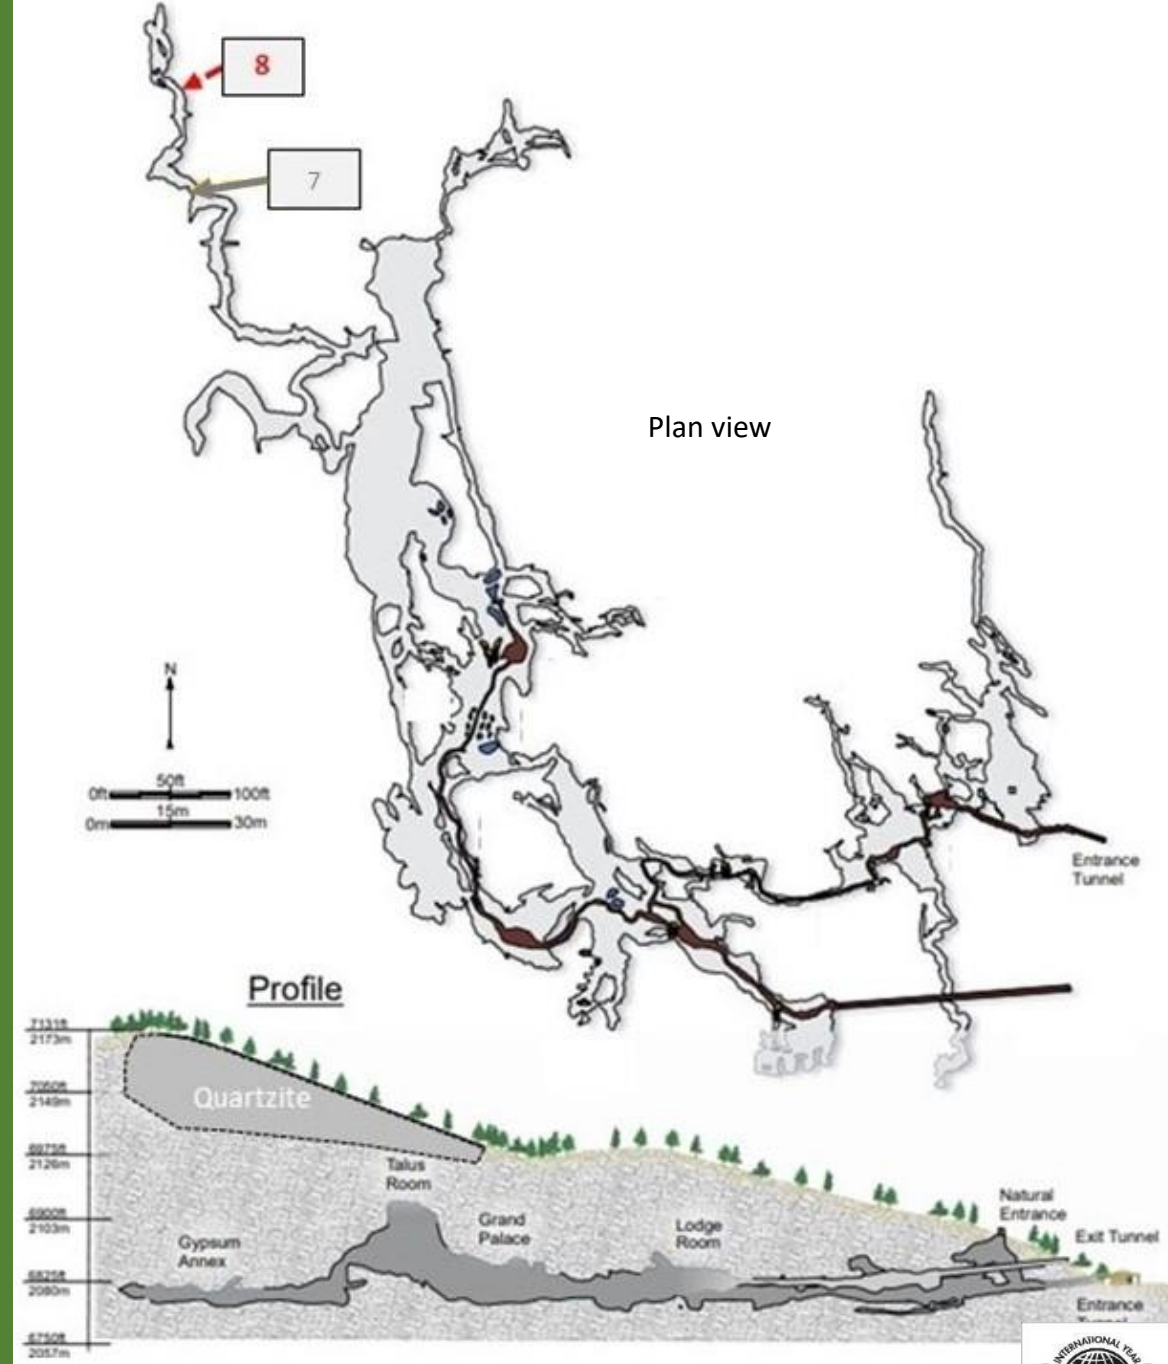 8
7
Plan view
N
50ft
0ft 100ft
15m
0m 30m
Entrance
Tunnel
Profile
7131ft
2173m
7050ft
2149m
Quartzite
6975ft
2126m
Talus
Room
Natural
Entrance
6900ft
2103m
Grand
Palace
Lodge
Room
Exit Tunnel
Gypsum
Annex
6825ft
2080m
Entrance
6750ft
2057m
INTERNATIONAL YEAR